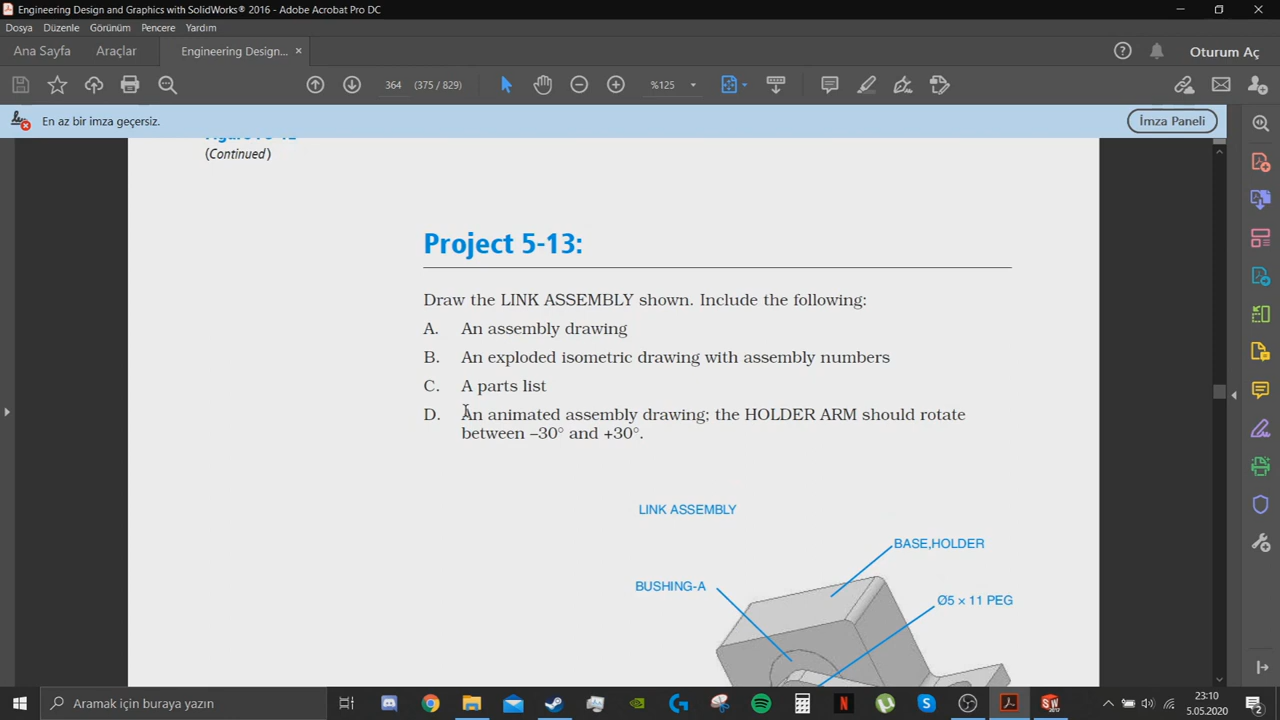 Engineering Design and Graphics with SolidWorks® 2016 - Adobe Acrobat Pro DC
Dosya Düzenle Görünüm Pencere Yardım
Ana Sayfa Araçlar Engineering Design... × Oturum Aç
364 (375 / 829) %125
En az bir imza geçersiz. İmza Paneli
(Continued)
Project 5-13:
Draw the LINK ASSEMBLY shown. Include the following:
A. An assembly drawing
B. An exploded isometric drawing with assembly numbers
C. A parts list
D. An animated assembly drawing; the HOLDER ARM should rotate
between –30° and +30°.
LINK ASSEMBLY
BASE,HOLDER
BUSHING-A
Ø5 × 11 PEG
Aramak için buraya yazın
23:10
5.05.2020
2